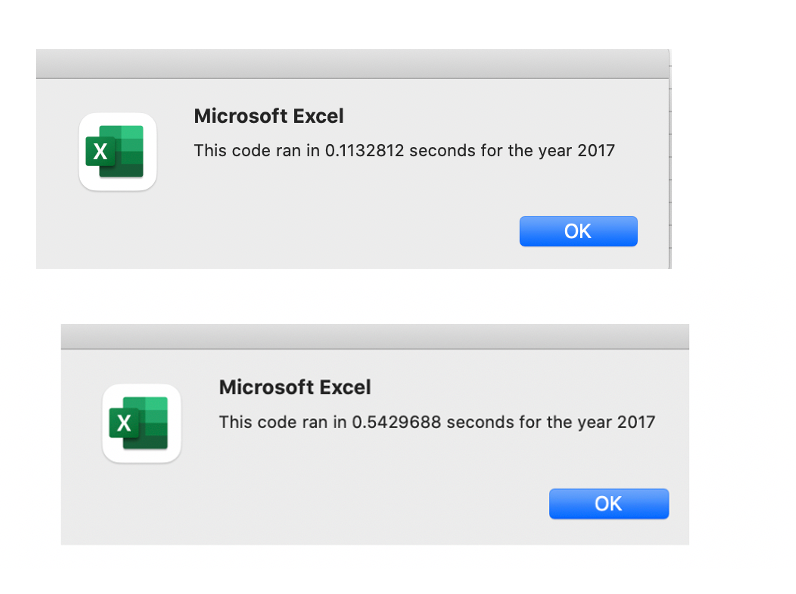 Microsoft Excel
This code ran in 0.1132812 seconds for the year 2017
X
OK
Microsoft Excel
This code ran in 0.5429688 seconds for the year 2017
X
OK